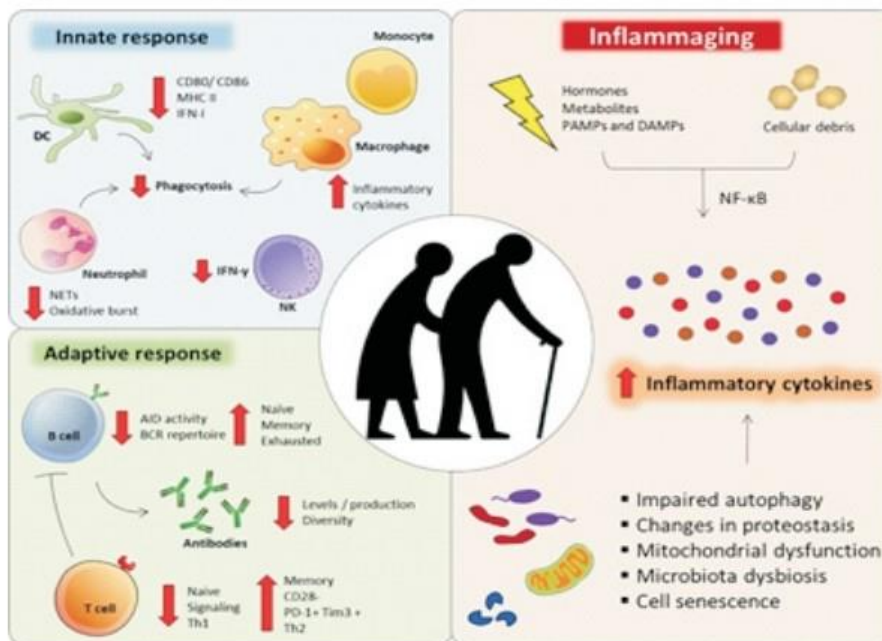 Innate response
Monocyte
CD80/ CD86
MHC II
IFN-I
DC
Macrophage
Phagocytosis
Inflammatory
cytokines
Neutrophil
IFN-γ
NETs
Oxidative burst
NK
Adaptive response
B cell
AID activity
BCR repertoire
Naïve
Memory
Exhausted
Levels / production
Diversity
Antibodies
T cell
Naïve
Signaling
Th1
Memory
CD28-
PD-1+ Tim3 +
Th2
Inflammaging
Hormones
Metabolites
PAMPs and DAMPs
Cellular debris
NF-κB
Inflammatory cytokines
▪ Impaired autophagy
▪ Changes in proteostasis
▪ Mitochondrial dysfunction
▪ Microbiota dysbiosis
▪ Cell senescence